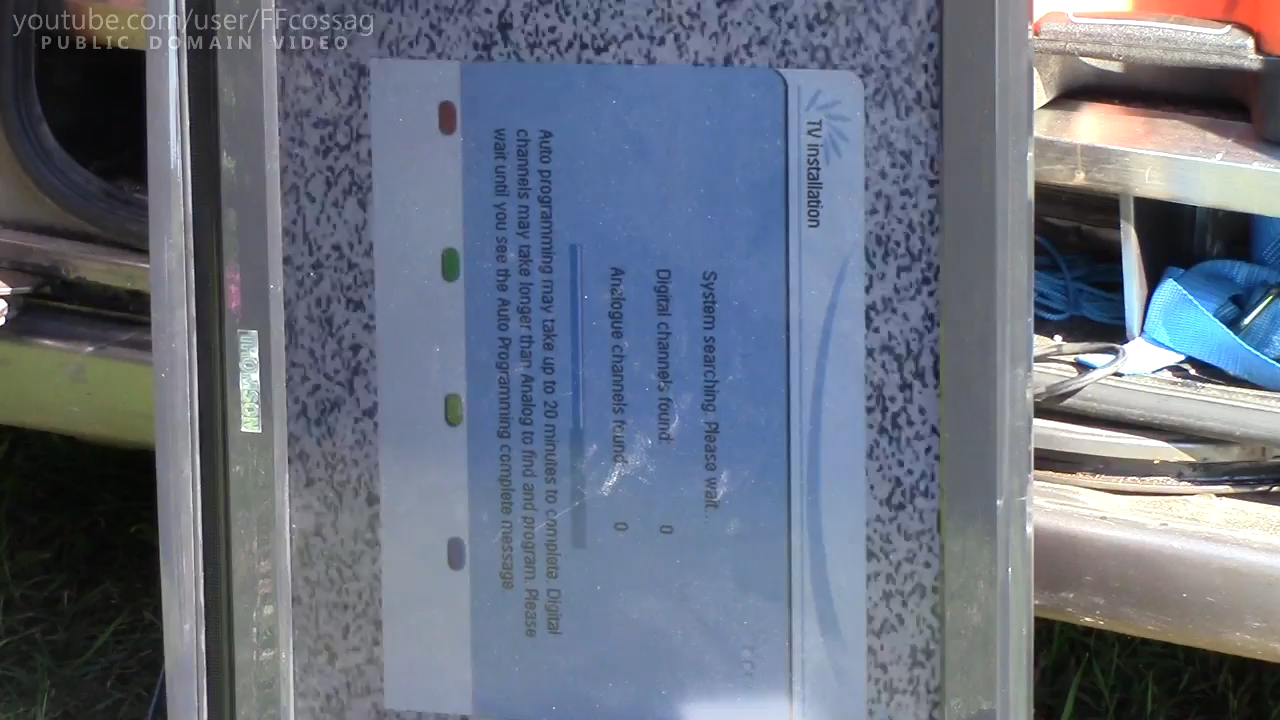 youtube.com/user/FFcossag
PUBLIC DOMAIN VIDEO
TV installation
System searching. Please wait...
Digital channels found: 0
Analogue channels found: 0
Auto programming may take up to 20 minutes to complete. Digital
channels may take longer than Analog to find and program. Please
wait until you see the Auto Programming complete message.
THOMSON